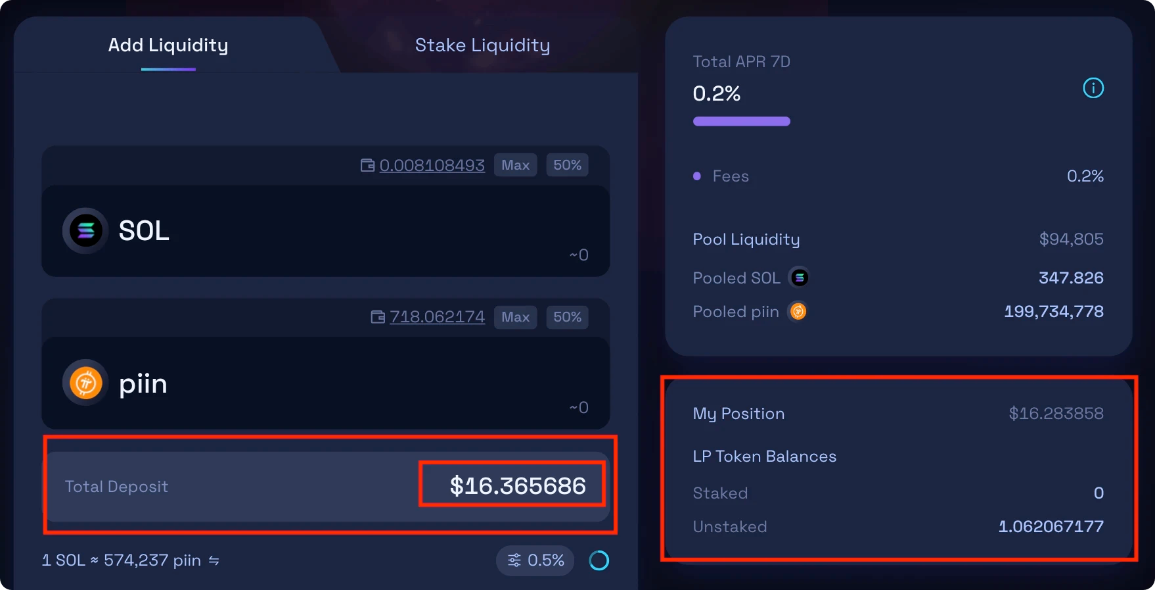 Add Liquidity
Stake Liquidity
0.008108493 Max 50%
SOL
~0
718.062174 Max 50%
piin
~0
Total Deposit $16.365686
1 SOL ≈ 574,237 piin ⇋
0.5%
Total APR 7D
0.2%
Fees 0.2%
Pool Liquidity $94,805
Pooled SOL 347.826
Pooled piin 199,734,778
My Position $16.283858
LP Token Balances
Staked 0
Unstaked 1.062067177